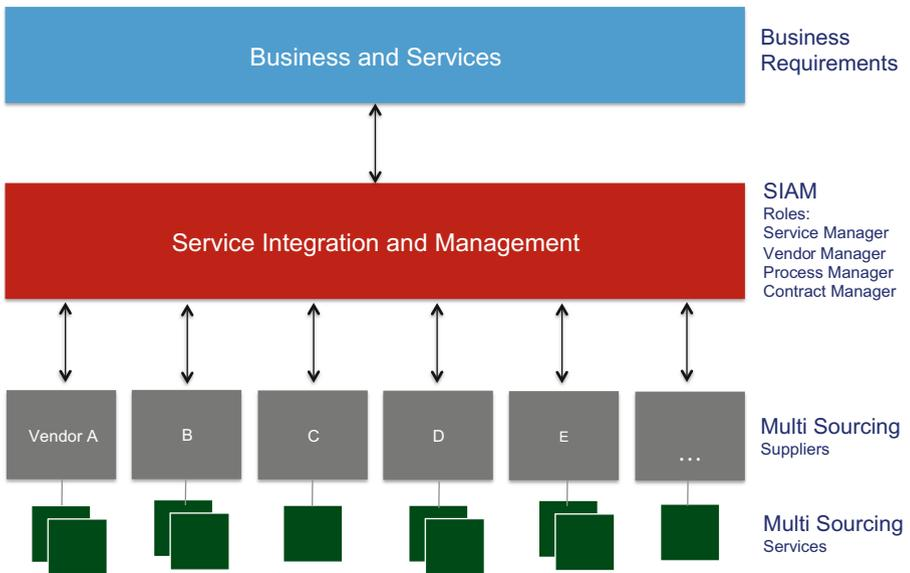 Business and Services
Business
Requirements
Service Integration and Management
SIAM
Roles:
Service Manager
Vendor Manager
Process Manager
Contract Manager
Vendor A
B
C
D
E
...
Multi Sourcing
Suppliers
Multi Sourcing
Services